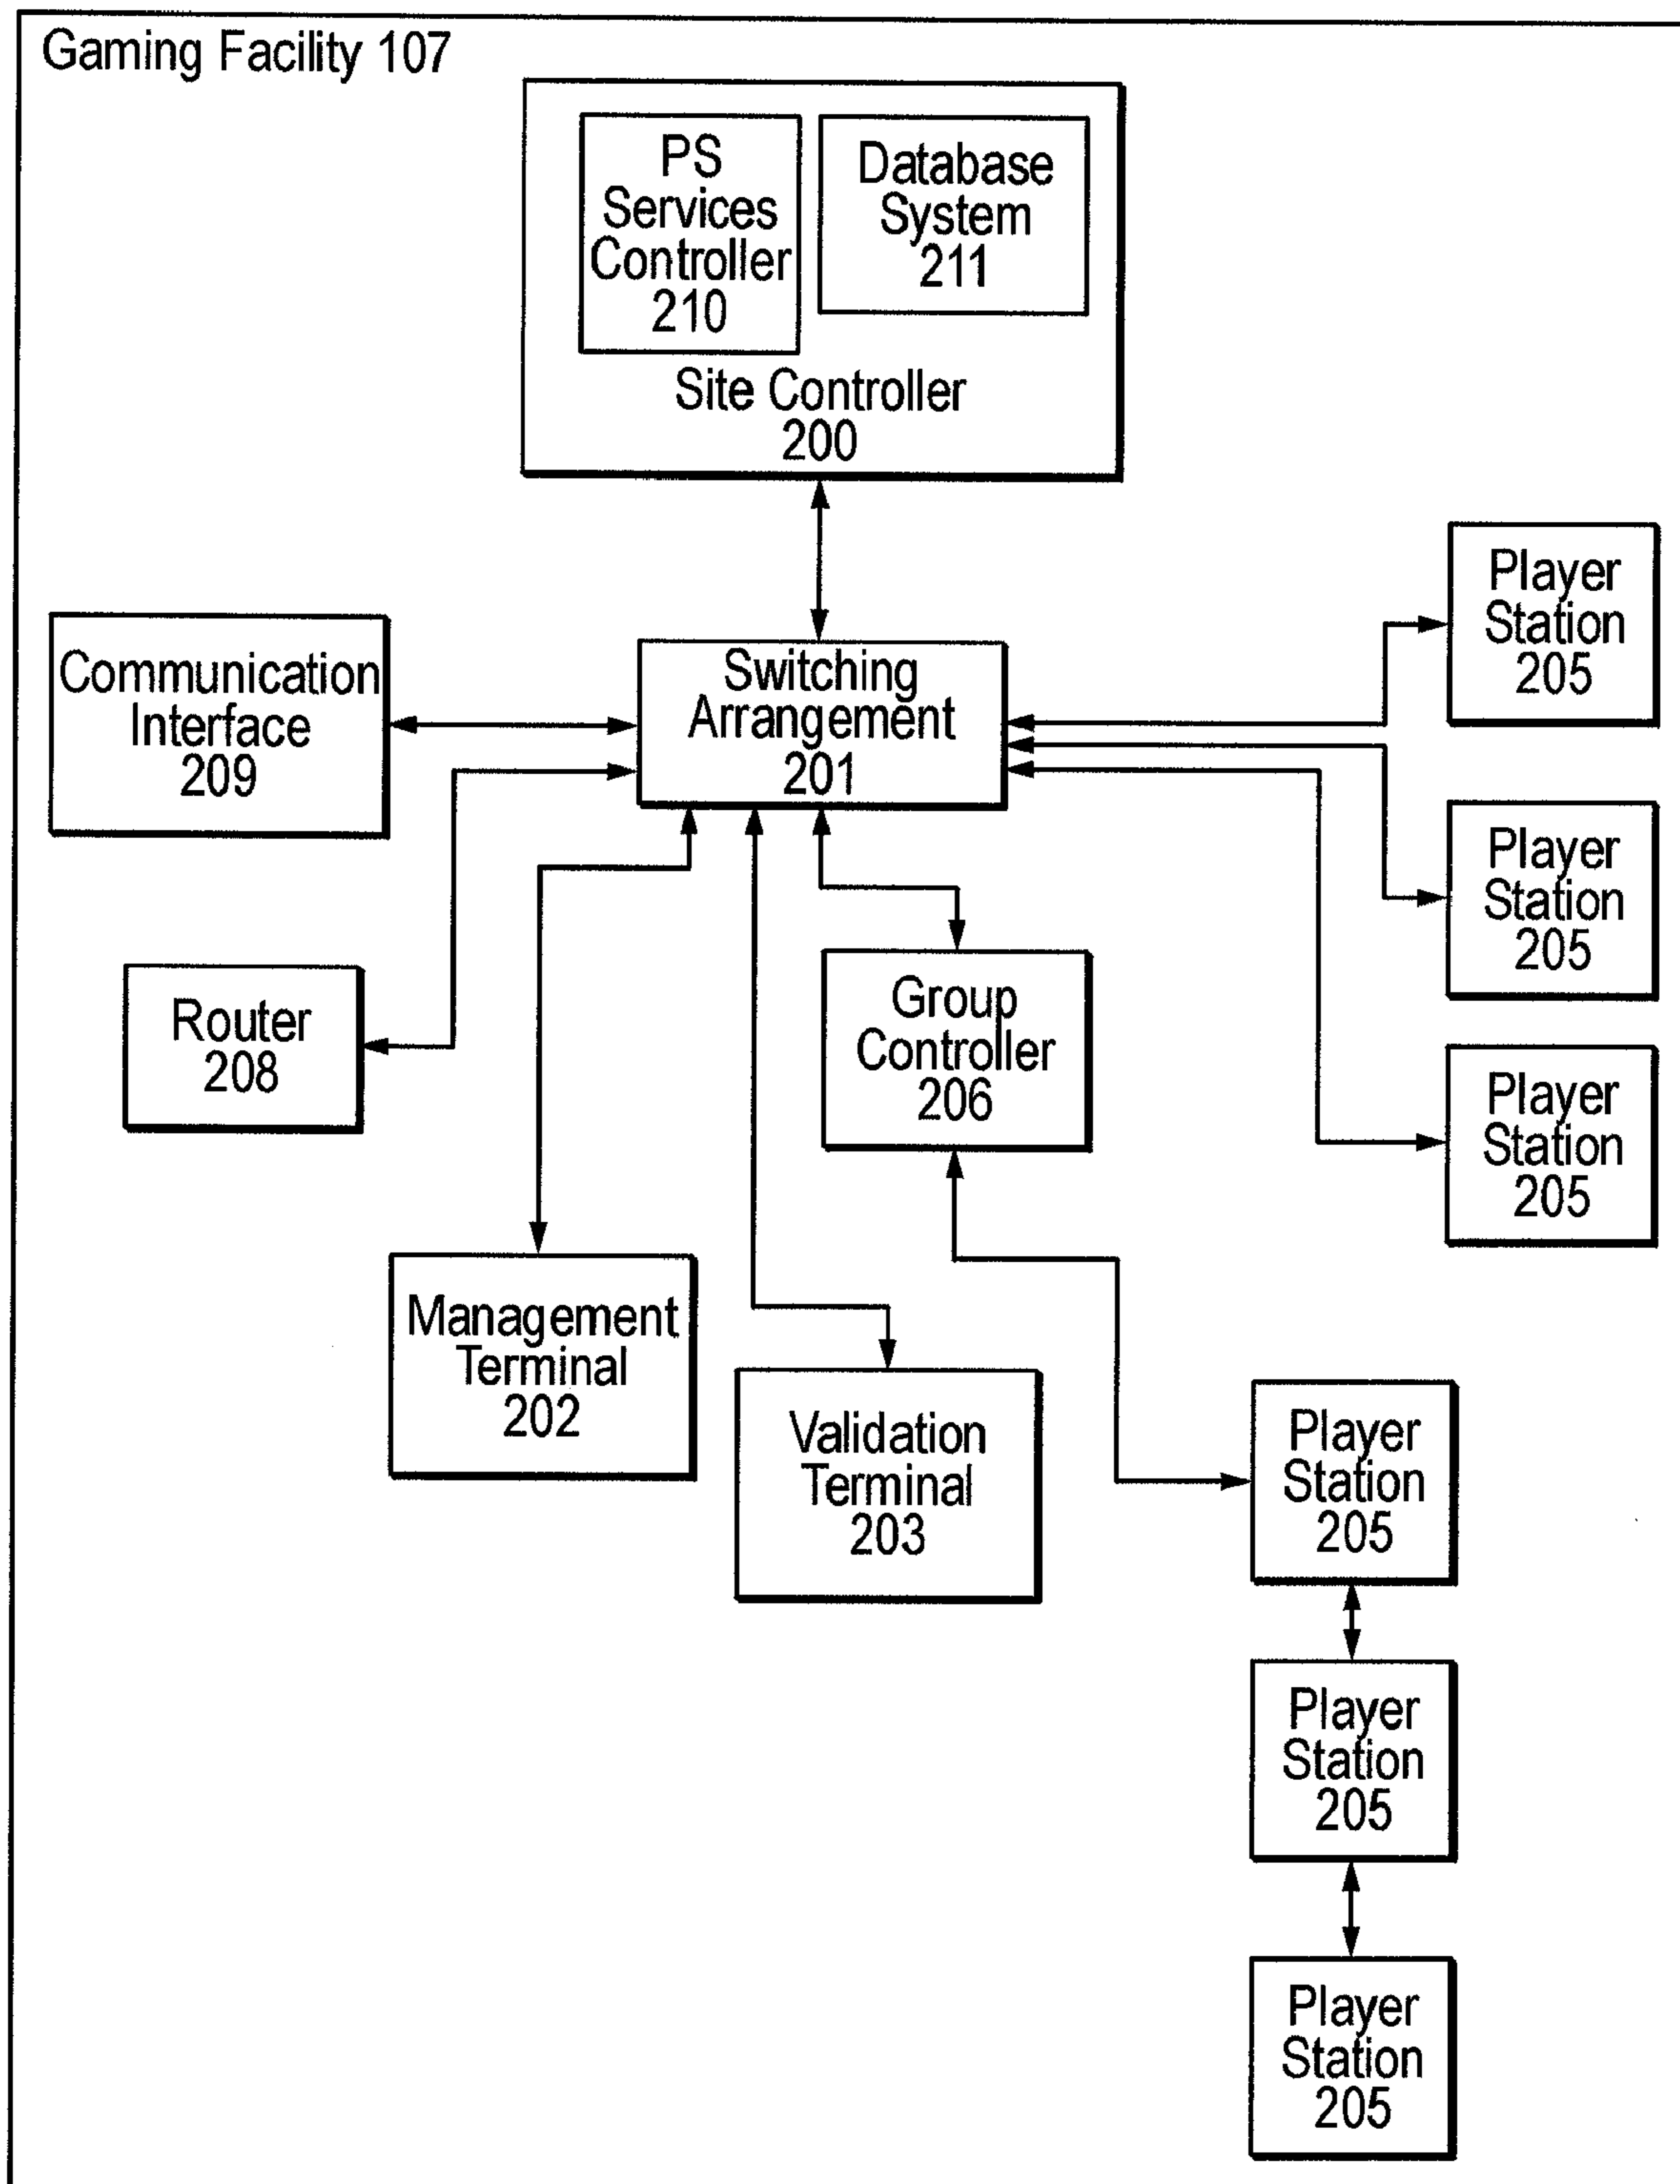 Gaming Facility 107
PS
Services
Controller
210
Database
System
211
Site Controller
200
Communication
Interface
209
Switching
Arrangement
201
Player
Station
205
Player
Station
205
Router
208
Group
Controller
206
Player
Station
205
Management
Terminal
202
Validation
Terminal
203
Player
Station
205
Player
Station
205
Player
Station
205